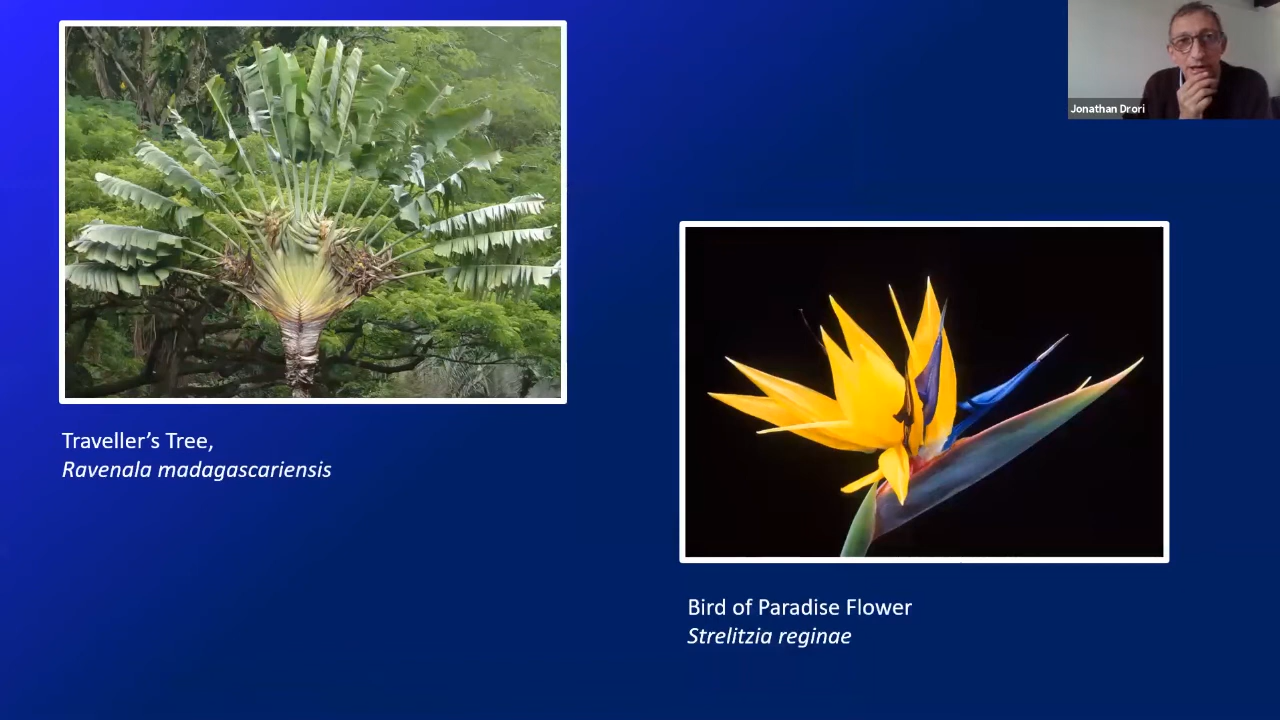 Jonathan Drori
Traveller's Tree,
Ravenala madagascariensis
Bird of Paradise Flower
Strelitzia reginae